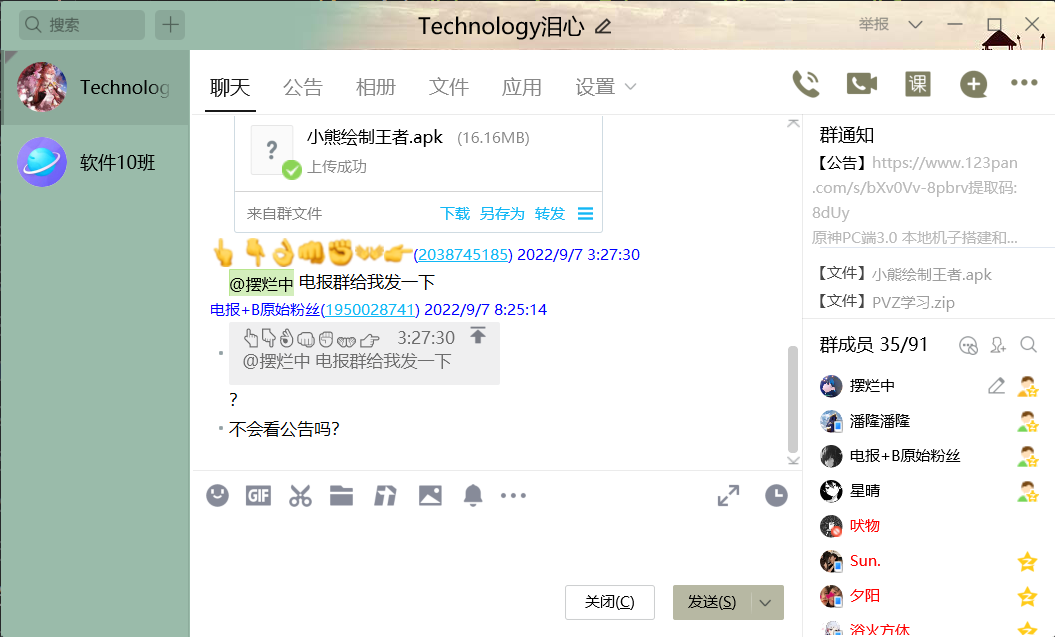 搜索
Technology泪心
举报
Technolog
软件10班
聊天
公告
相册
文件
应用
设置
课
小熊绘制王者.apk (16.16MB)
?
上传成功
来自群文件
下载 另存为 转发
👆👇👌👊✊👐👉(2038745185) 2022/9/7 3:27:30
@摆烂中 电报群给我发一下
电报+B原始粉丝(1950028741) 2022/9/7 8:25:14
👆👇👌👊✊👐👉 3:27:30
@摆烂中 电报群给我发一下
?
不会看公告吗?
GIF
关闭(C)
发送(S)
群通知
【公告】https://www.123pan
.com/s/bXv0Vv-8pbrv提取码:
8dUy
原神PC端3.0 本地机子搭建和...
【文件】小熊绘制王者.apk
【文件】PVZ学习.zip
群成员 35/91
摆烂中
潘隆潘隆
电报+B原始粉丝
星晴
吠物
Sun.
夕阳
浴火方休